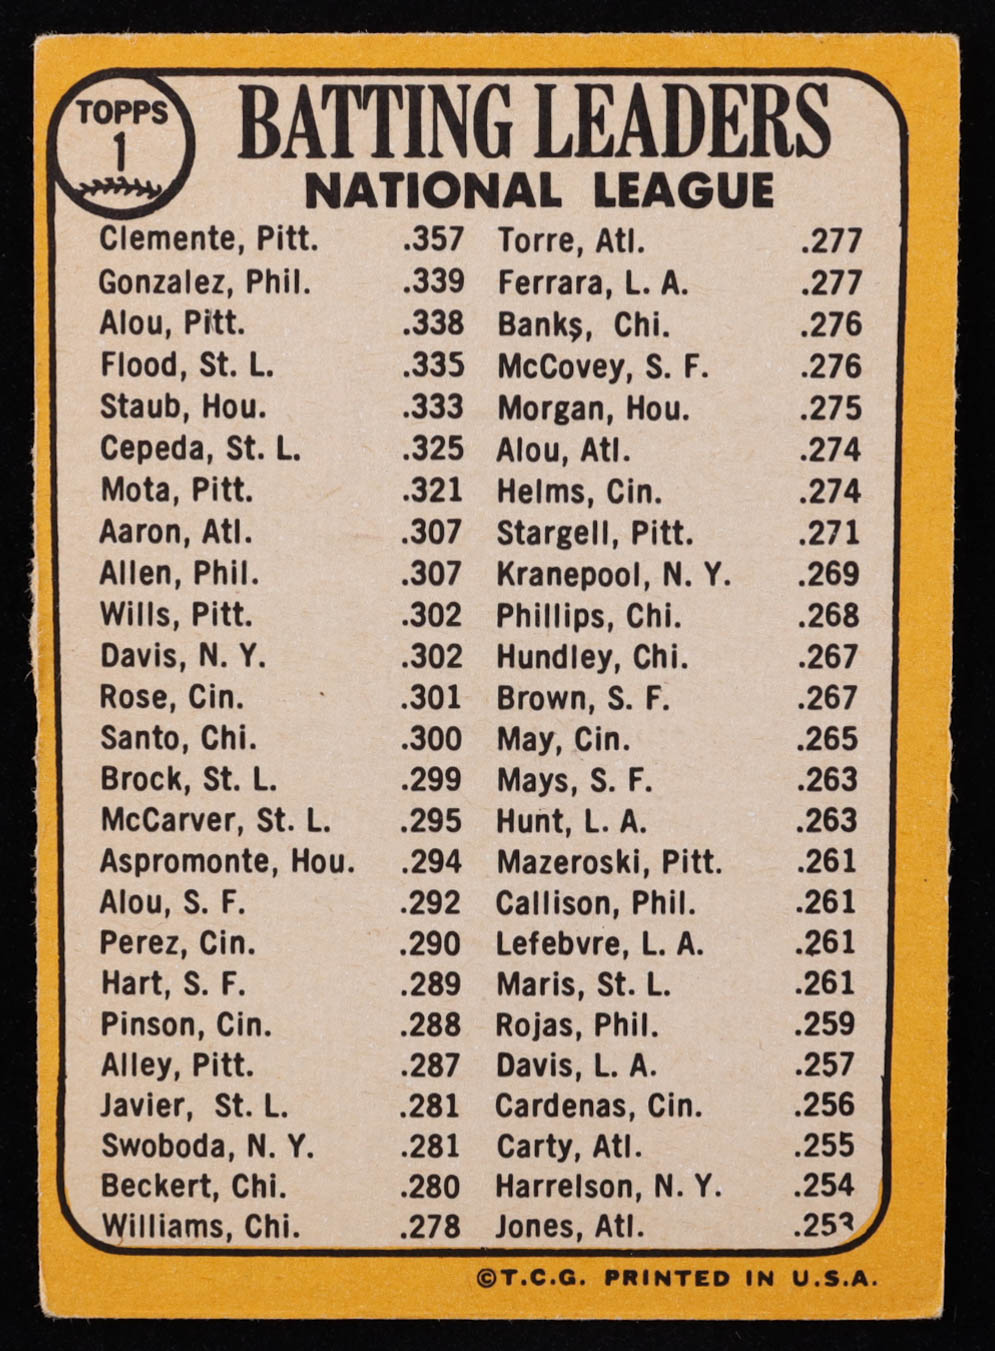 TOPPS
1
BATTING LEADERS
NATIONAL LEAGUE
Clemente, Pitt. .357
Gonzalez, Phil. .339
Alou, Pitt. .338
Flood, St. L. .335
Staub, Hou. .333
Cepeda, St. L. .325
Mota, Pitt. .321
Aaron, Atl. .307
Allen, Phil. .307
Wills, Pitt. .302
Davis, N. Y. .302
Rose, Cin. .301
Santo, Chi. .300
Brock, St. L. .299
McCarver, St. L. .295
Aspromonte, Hou. .294
Alou, S. F. .292
Perez, Cin. .290
Hart, S. F. .289
Pinson, Cin. .288
Alley, Pitt. .287
Javier, St. L. .281
Swoboda, N. Y. .281
Beckert, Chi. .280
Williams, Chi. .278
Torre, Atl. .277
Ferrara, L. A. .277
Banks, Chi. .276
McCovey, S. F. .276
Morgan, Hou. .275
Alou, Atl. .274
Helms, Cin. .274
Stargell, Pitt. .271
Kranepool, N. Y. .269
Phillips, Chi. .268
Hundley, Chi. .267
Brown, S. F. .267
May, Cin. .265
Mays, S. F. .263
Hunt, L. A. .263
Mazeroski, Pitt. .261
Callison, Phil. .261
Lefebvre, L. A. .261
Maris, St. L. .261
Rojas, Phil. .259
Davis, L. A. .257
Cardenas, Cin. .256
Carty, Atl. .255
Harrelson, N. Y. .254
Jones, Atl. .253
©T.C.G. PRINTED IN U.S.A.